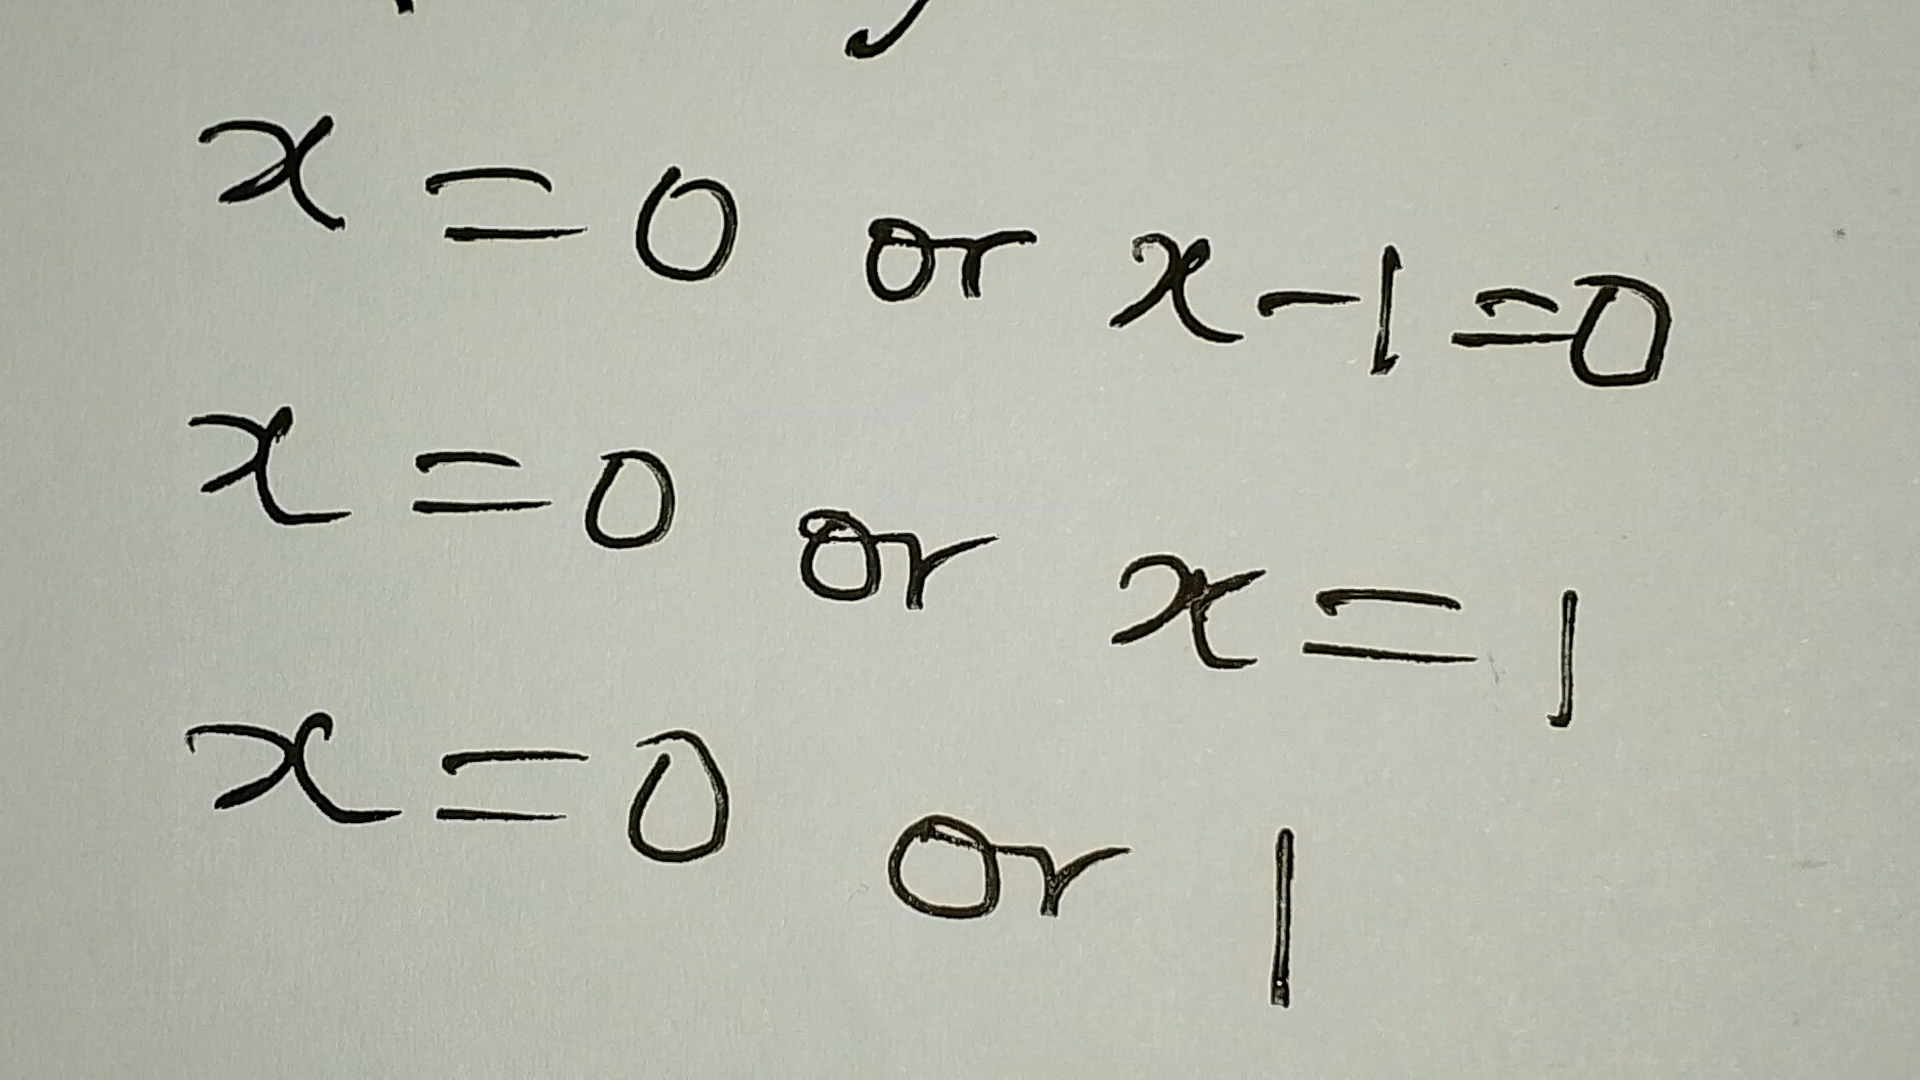 x = 0 or x - 1 = 0
x = 0 or x = 1
x = 0 or 1